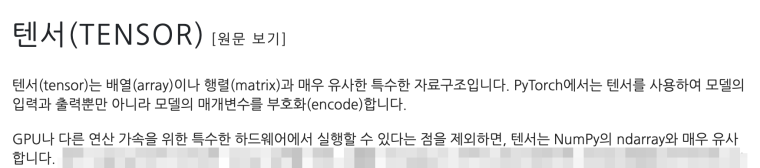 텐서(TENSOR) [원문 보기]
텐서(tensor)는 배열(array)이나 행렬(matrix)과 매우 유사한 특수한 자료구조입니다. PyTorch에서는 텐서를 사용하여 모델의
입력과 출력뿐만 아니라 모델의 매개변수를 부호화(encode)합니다.
GPU나 다른 연산 가속을 위한 특수한 하드웨어에서 실행할 수 있다는 점을 제외하면, 텐서는 NumPy의 ndarray와 매우 유사
합니다.